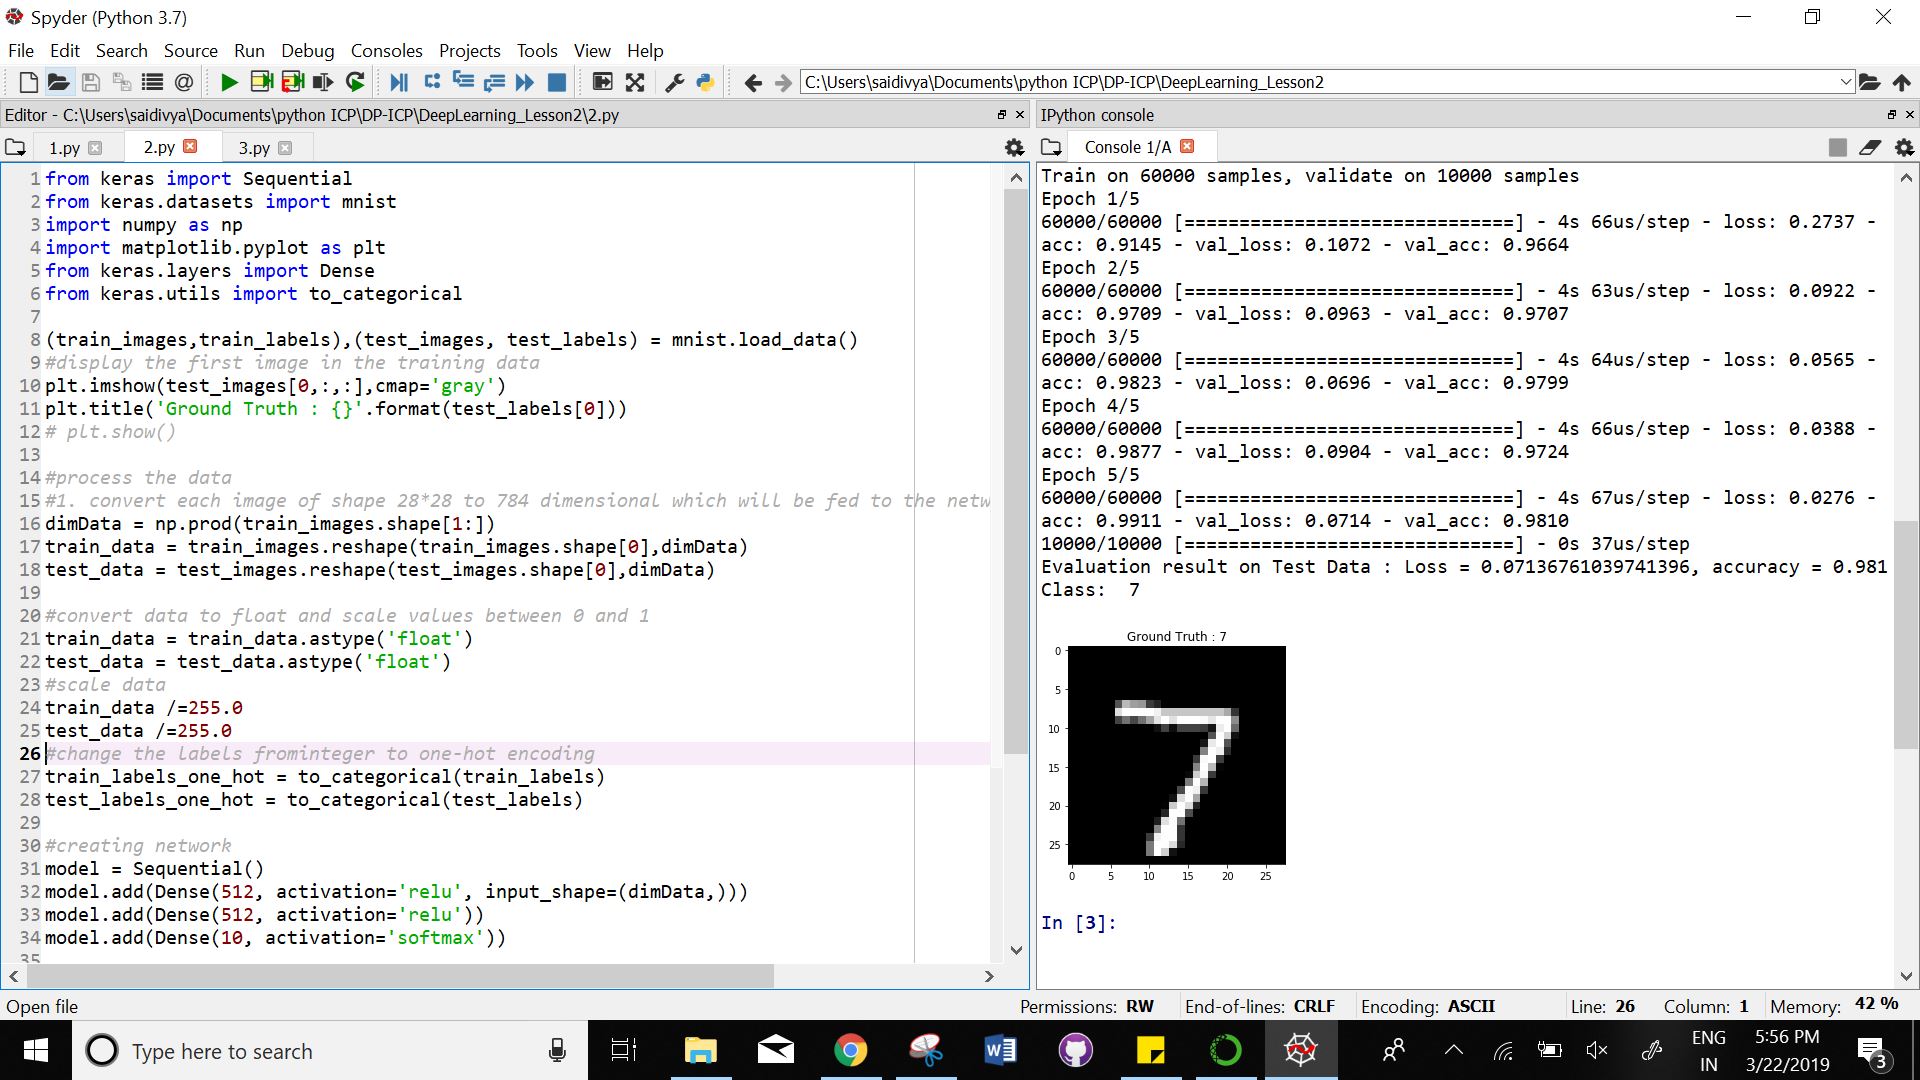 Spyder (Python 3.7)
File Edit Search Source Run Debug Consoles Projects Tools View Help
C:\Users\saidivya\Documents\python ICP\DP-ICP\DeepLearning_Lesson2
Editor - C:\Users\saidivya\Documents\python ICP\DP-ICP\DeepLearning_Lesson2\2.py
1.py 2.py 3.py
1 from keras import Sequential
2 from keras.datasets import mnist
3 import numpy as np
4 import matplotlib.pyplot as plt
5 from keras.layers import Dense
6 from keras.utils import to_categorical
7
8 (train_images,train_labels),(test_images, test_labels) = mnist.load_data()
9 #display the first image in the training data
10 plt.imshow(test_images[0,:,:],cmap='gray')
11 plt.title('Ground Truth : {}'.format(test_labels[0]))
12 # plt.show()
13
14 #process the data
15 #1. convert each image of shape 28*28 to 784 dimensional which will be fed to the netw
16 dimData = np.prod(train_images.shape[1:])
17 train_data = train_images.reshape(train_images.shape[0],dimData)
18 test_data = test_images.reshape(test_images.shape[0],dimData)
19
20 #convert data to float and scale values between 0 and 1
21 train_data = train_data.astype('float')
22 test_data = test_data.astype('float')
23 #scale data
24 train_data /=255.0
25 test_data /=255.0
26 #change the labels frominteger to one-hot encoding
27 train_labels_one_hot = to_categorical(train_labels)
28 test_labels_one_hot = to_categorical(test_labels)
29
30 #creating network
31 model = Sequential()
32 model.add(Dense(512, activation='relu', input_shape=(dimData,)))
33 model.add(Dense(512, activation='relu'))
34 model.add(Dense(10, activation='softmax'))
35
IPython console
Console 1/A
Train on 60000 samples, validate on 10000 samples
Epoch 1/5
60000/60000 [==============================] - 4s 66us/step - loss: 0.2737 -
acc: 0.9145 - val_loss: 0.1072 - val_acc: 0.9664
Epoch 2/5
60000/60000 [==============================] - 4s 63us/step - loss: 0.0922 -
acc: 0.9709 - val_loss: 0.0963 - val_acc: 0.9707
Epoch 3/5
60000/60000 [==============================] - 4s 64us/step - loss: 0.0565 -
acc: 0.9823 - val_loss: 0.0696 - val_acc: 0.9799
Epoch 4/5
60000/60000 [==============================] - 4s 66us/step - loss: 0.0388 -
acc: 0.9877 - val_loss: 0.0904 - val_acc: 0.9724
Epoch 5/5
60000/60000 [==============================] - 4s 67us/step - loss: 0.0276 -
acc: 0.9911 - val_loss: 0.0714 - val_acc: 0.9810
10000/10000 [==============================] - 0s 37us/step
Evaluation result on Test Data : Loss = 0.07136761039741396, accuracy = 0.981
Class:  7
Ground Truth : 7
0
5
10
15
20
25
0 5 10 15 20 25
7
In [3]:
Open file
Permissions: RW End-of-lines: CRLF Encoding: ASCII Line: 26 Column: 1 Memory: 42 %
Type here to search
ENG
IN
5:56 PM
3/22/2019
3